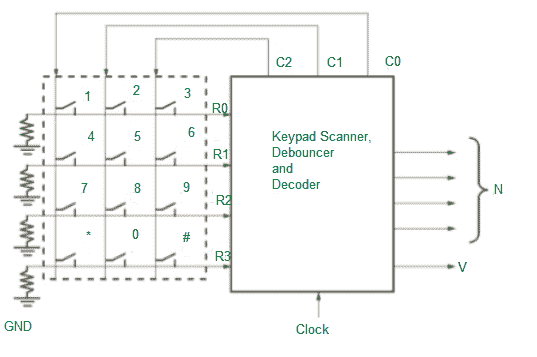 C2 C1 C0
1 2 3
R0
4 5 6
R1
7 8 9
R2
* 0 #
R3
Keypad Scanner,
Debouncer
and
Decoder
N
V
GND
Clock